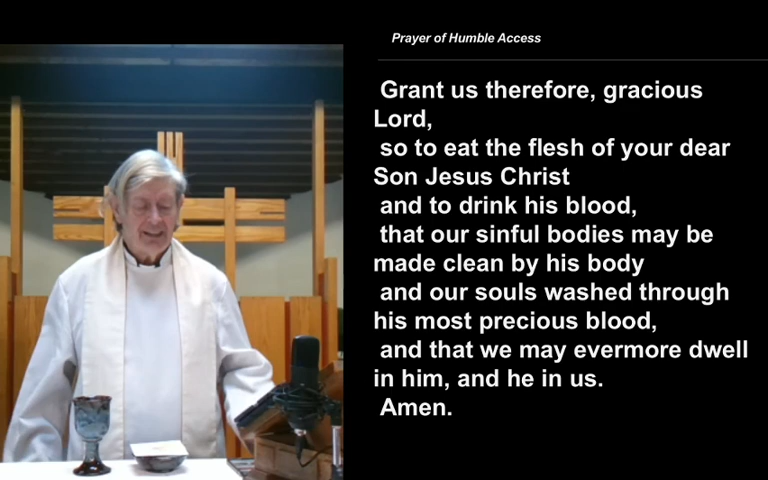 Prayer of Humble Access
Grant us therefore, gracious
Lord,
so to eat the flesh of your dear
Son Jesus Christ
and to drink his blood,
that our sinful bodies may be
made clean by his body
and our souls washed through
his most precious blood,
and that we may evermore dwell
in him, and he in us.
Amen.